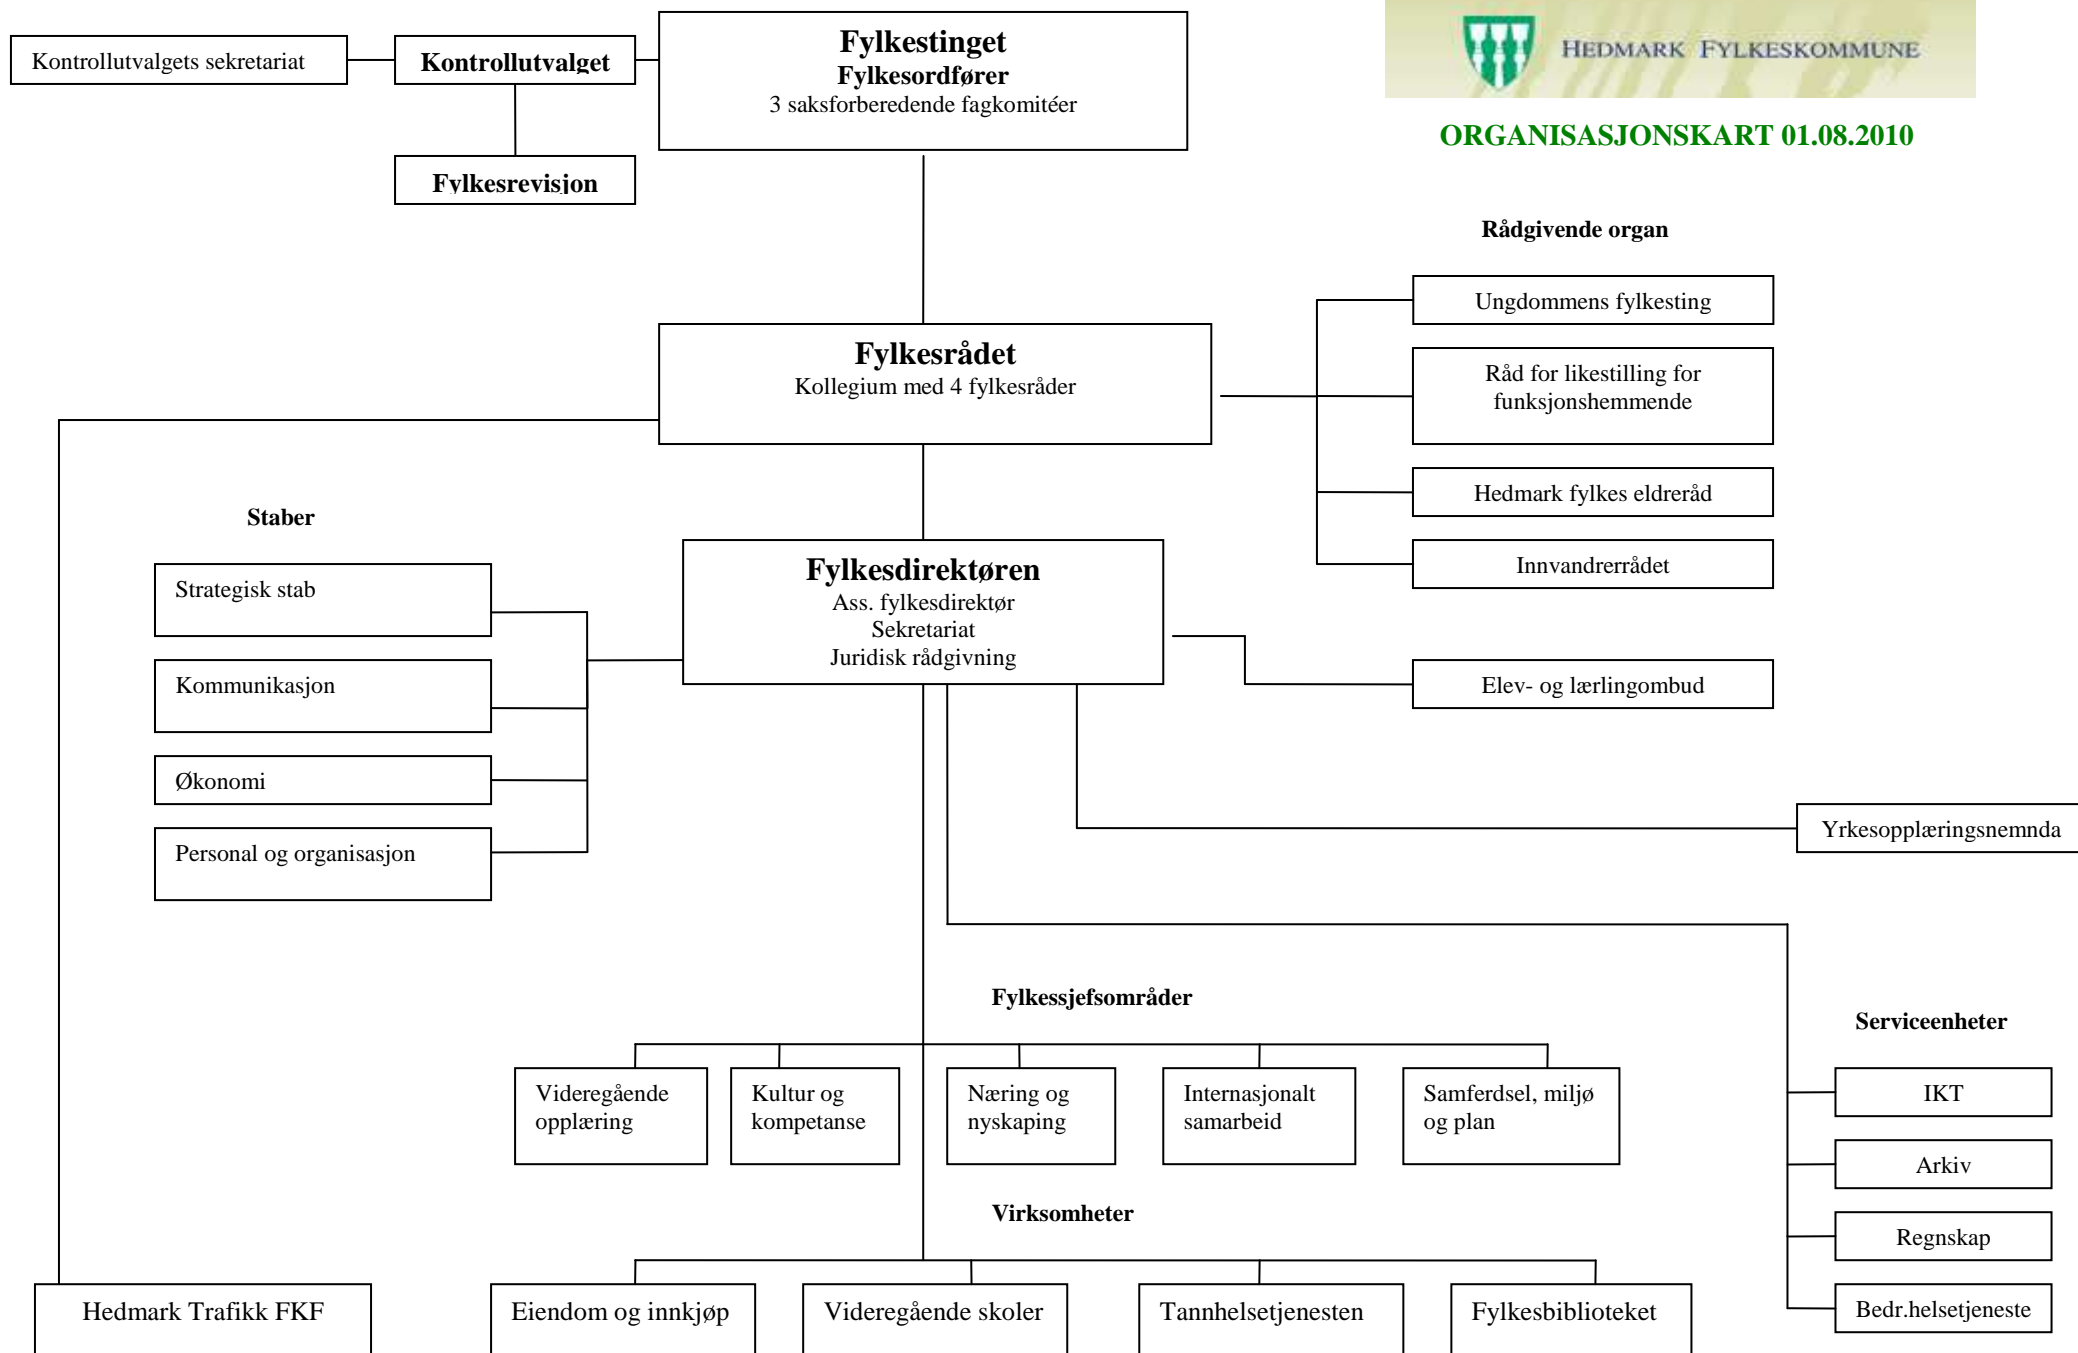 Kontrollutvalgets sekretariat
Kontrollutvalget
Fylkestinget
Fylkesordfører
3 saksforberedende fagkomitéer
HEDMARK FYLKESKOMMUNE
ORGANISASJONSKART 01.08.2010
Fylkesrevisjon
Rådgivende organ
Ungdommens fylkesting
Fylkesrådet
Kollegium med 4 fylkesråder
Råd for likestilling for
funksjonshemmende
Hedmark fylkes eldreråd
Innvandrerrådet
Staber
Strategisk stab
Kommunikasjon
Økonomi
Personal og organisasjon
Fylkesdirektøren
Ass. fylkesdirektør
Sekretariat
Juridisk rådgivning
Elev- og lærlingombud
Yrkesopplæringsnemnda
Fylkessjefsområder
Videregående
opplæring
Kultur og
kompetanse
Næring og
nyskaping
Internasjonalt
samarbeid
Samferdsel, miljø
og plan
Serviceenheter
IKT
Arkiv
Regnskap
Bedr.helsetjeneste
Virksomheter
Hedmark Trafikk FKF
Eiendom og innkjøp
Videregående skoler
Tannhelsetjenesten
Fylkesbiblioteket